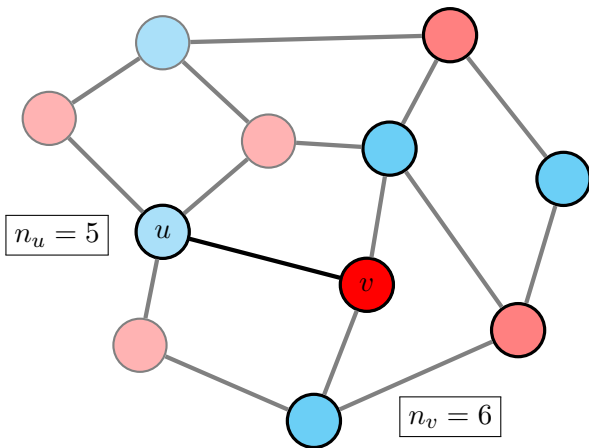 u
n_u = 5
v
n_v = 6